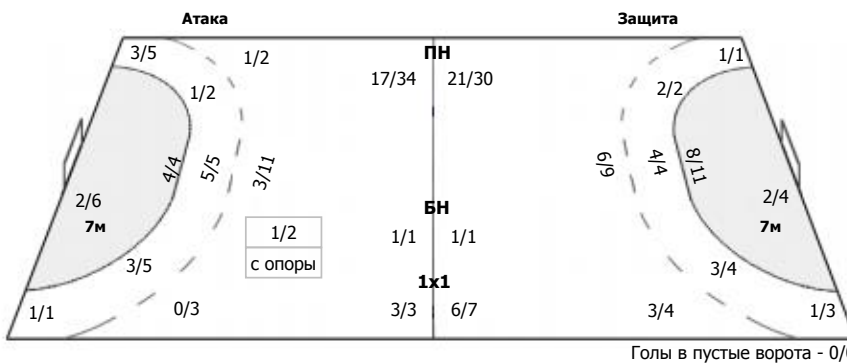 Атака Защита
ПН
3/5 1/2 1/1
17/34 21/30
1/2 2/2
4/4 5/5 3/11 6/9 4/4 8/11
2/6 2/4
7м 7м
БН
1/2 1/1 1/1
с опоры
3/5 3/4
1x1
1/1 0/3 3/3 6/7 3/4 1/3
Голы в пустые ворота -